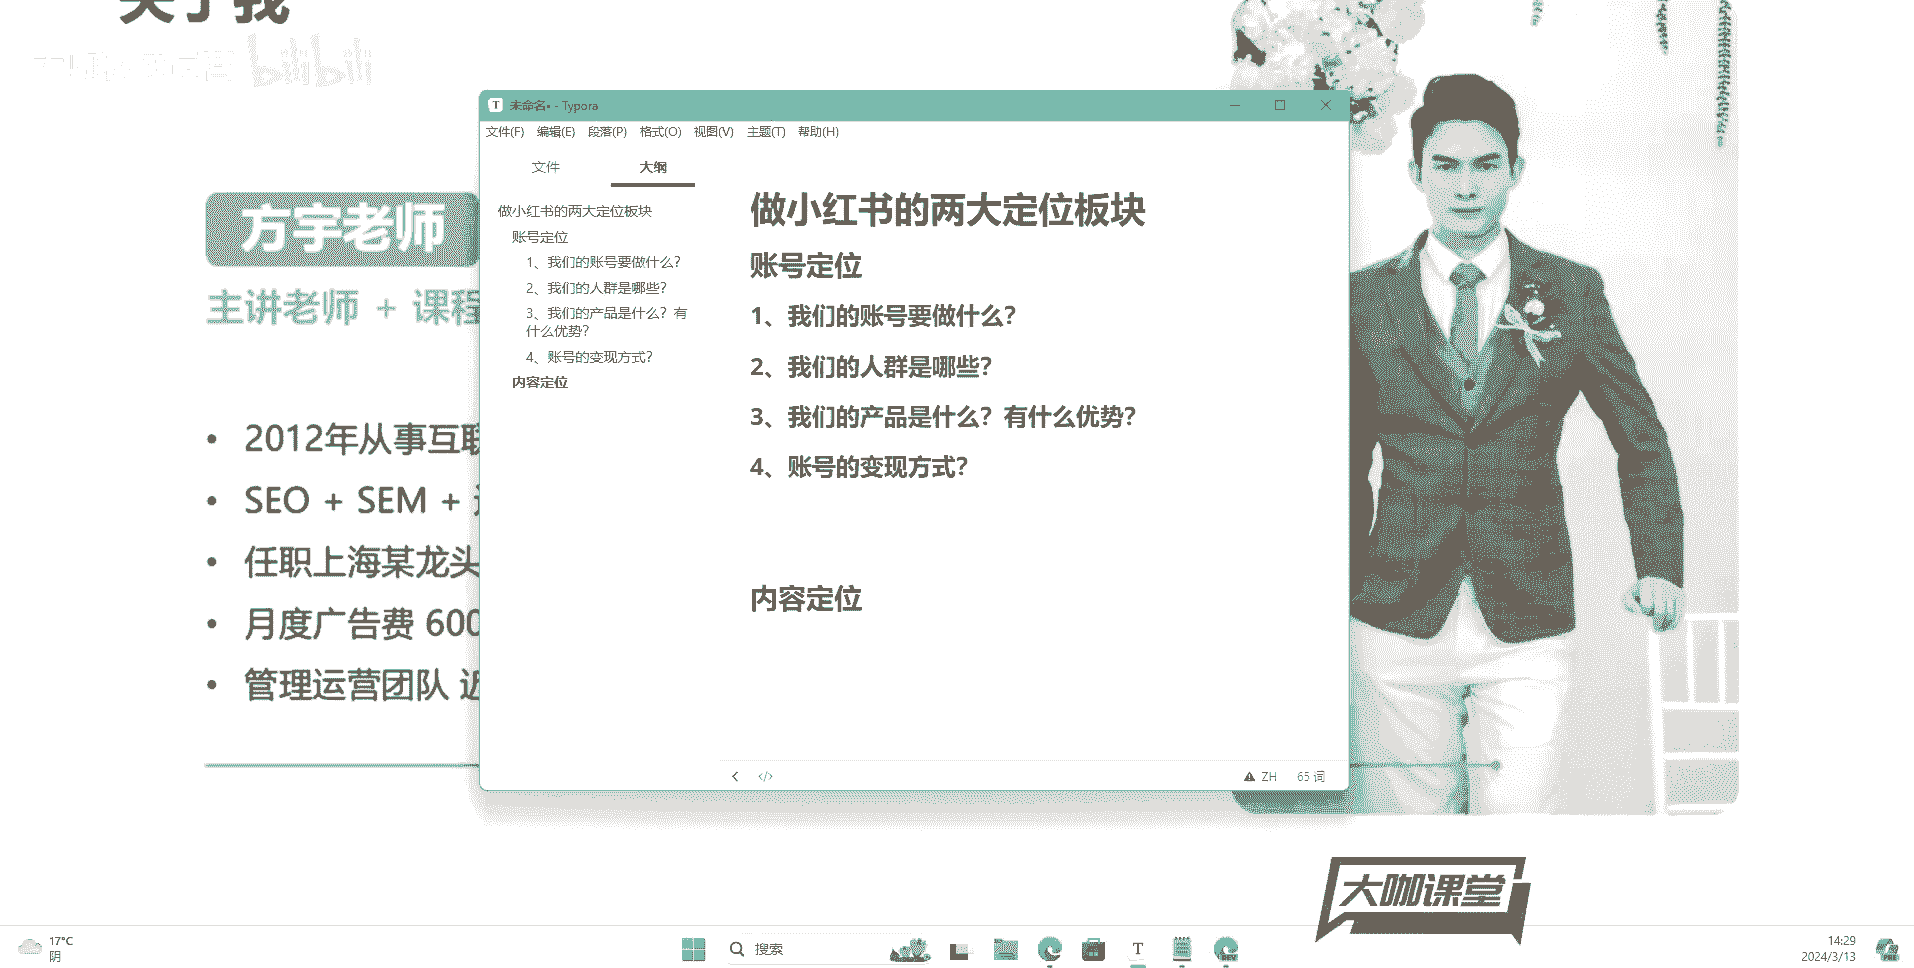 关于我
bilibili
未命名• - Typora
文件(F) 编辑(E) 段落(P) 格式(O) 视图(V) 主题(T) 帮助(H)
文件 大纲
做小红书的两大定位板块
账号定位
1、我们的账号要做什么?
2、我们的人群是哪些?
3、我们的产品是什么? 有
什么优势?
4、账号的变现方式?
内容定位
做小红书的两大定位板块
账号定位
1、我们的账号要做什么?
2、我们的人群是哪些?
3、我们的产品是什么? 有什么优势?
4、账号的变现方式?
内容定位
ZH 65 词
方宇老师
主讲老师 + 课程
• 2012年从事互联
• SEO + SEM +
• 任职上海某龙头
• 月度广告费 600
• 管理运营团队 近
大咖课堂
17°C
阴
搜索
14:29
2024/3/13